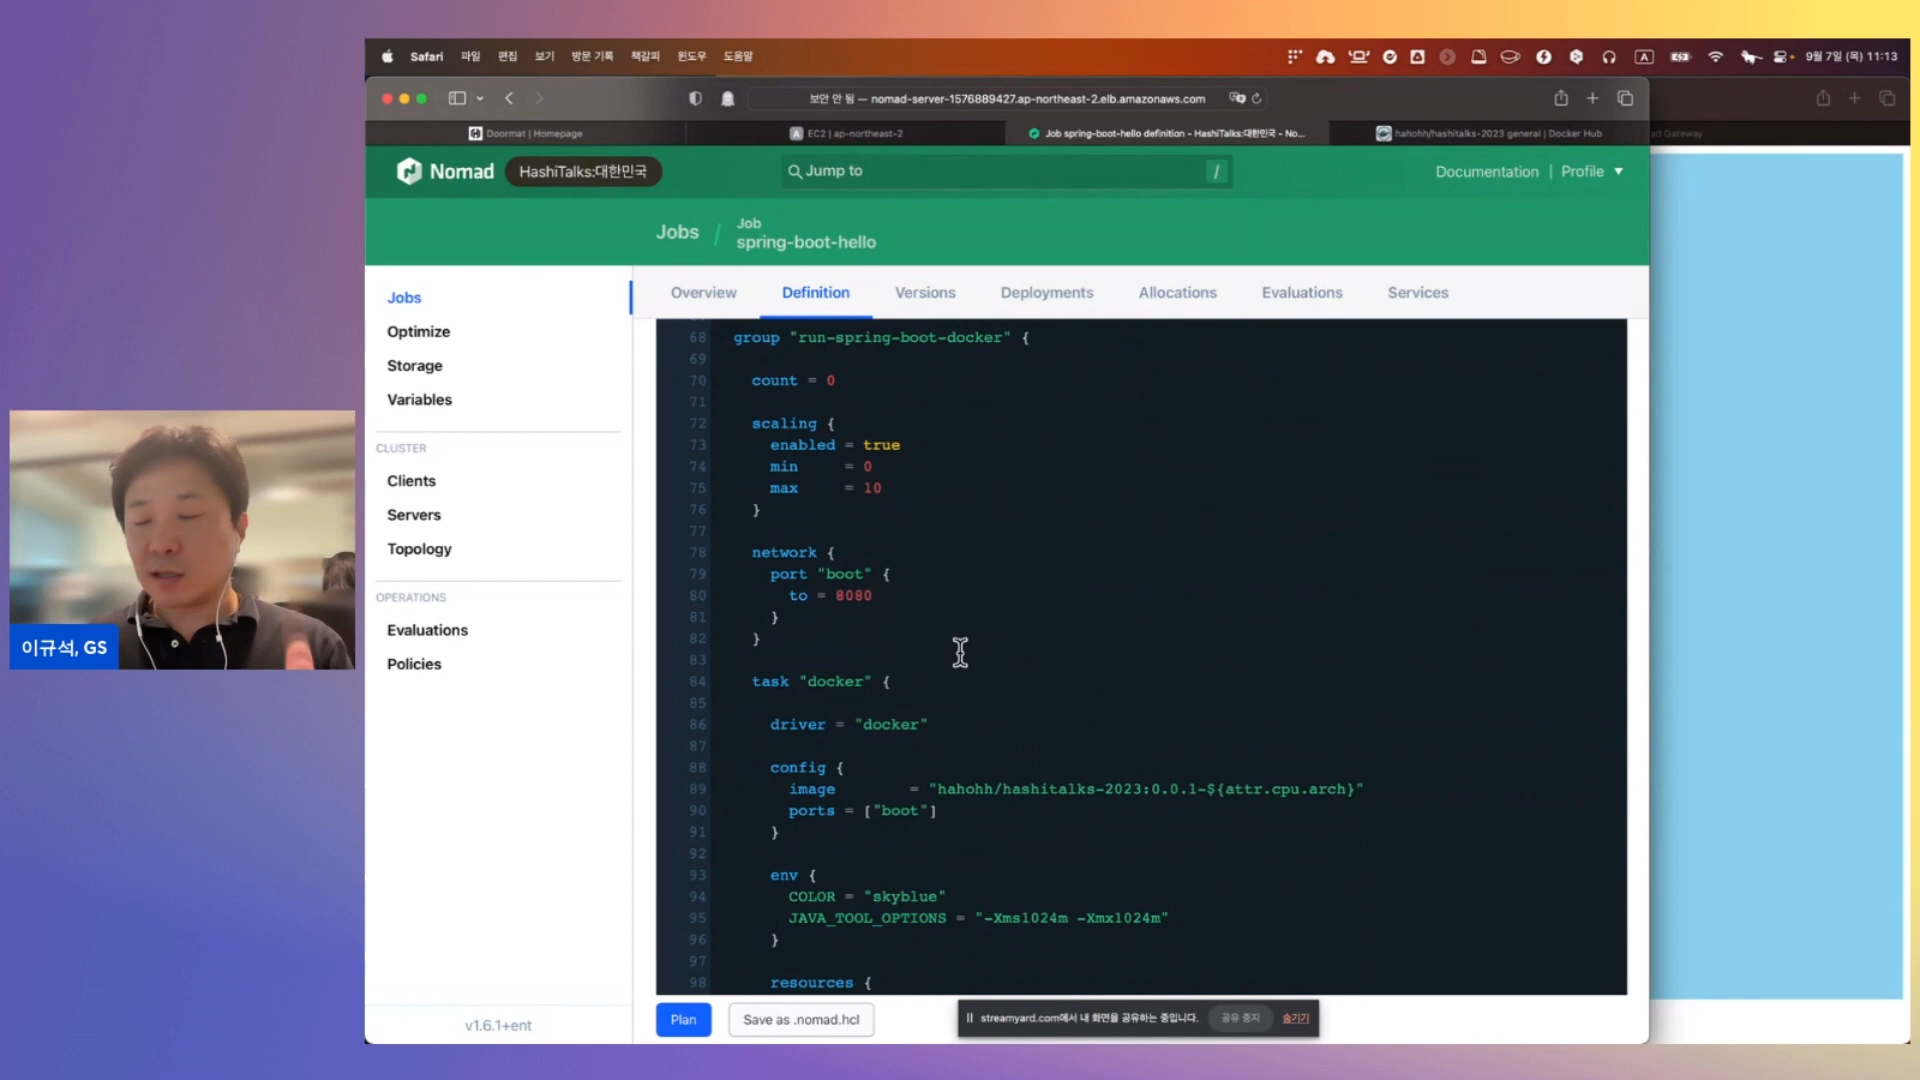 Safari 파일 편집 보기 방문 기록 책갈피 윈도우 도움말
A 9월 7일 (목) 11:13
보안 안 됨 — nomad-server-1576889427.ap-northeast-2.elb.amazonaws.com
Doormat | Homepage
EC2 | ap-northeast-2
Job spring-boot-hello definition - HashiTalks:대한민국 - No...
hahohh/hashitalks-2023 general | Docker Hub
ad Gateway
Nomad
HashiTalks:대한민국
Jump to
/
Documentation | Profile
Jobs / Job
spring-boot-hello
Jobs
Optimize
Storage
Variables
CLUSTER
Clients
Servers
Topology
OPERATIONS
Evaluations
Policies
v1.6.1+ent
Overview Definition Versions Deployments Allocations Evaluations Services
68 group "run-spring-boot-docker" {
69
70 count = 0
71
72 scaling {
73 enabled = true
74 min = 0
75 max = 10
76 }
77
78 network {
79 port "boot" {
80 to = 8080
81 }
82 }
83
84 task "docker" {
85
86 driver = "docker"
87
88 config {
89 image = "hahohh/hashitalks-2023:0.0.1-${attr.cpu.arch}"
90 ports = ["boot"]
91 }
92
93 env {
94 COLOR = "skyblue"
95 JAVA_TOOL_OPTIONS = "-Xms1024m -Xmx1024m"
96 }
97
98 resources {
Plan
Save as .nomad.hcl
streamyard.com에서 내 화면을 공유하는 중입니다.
공유 중지
숨기기
이규석, GS